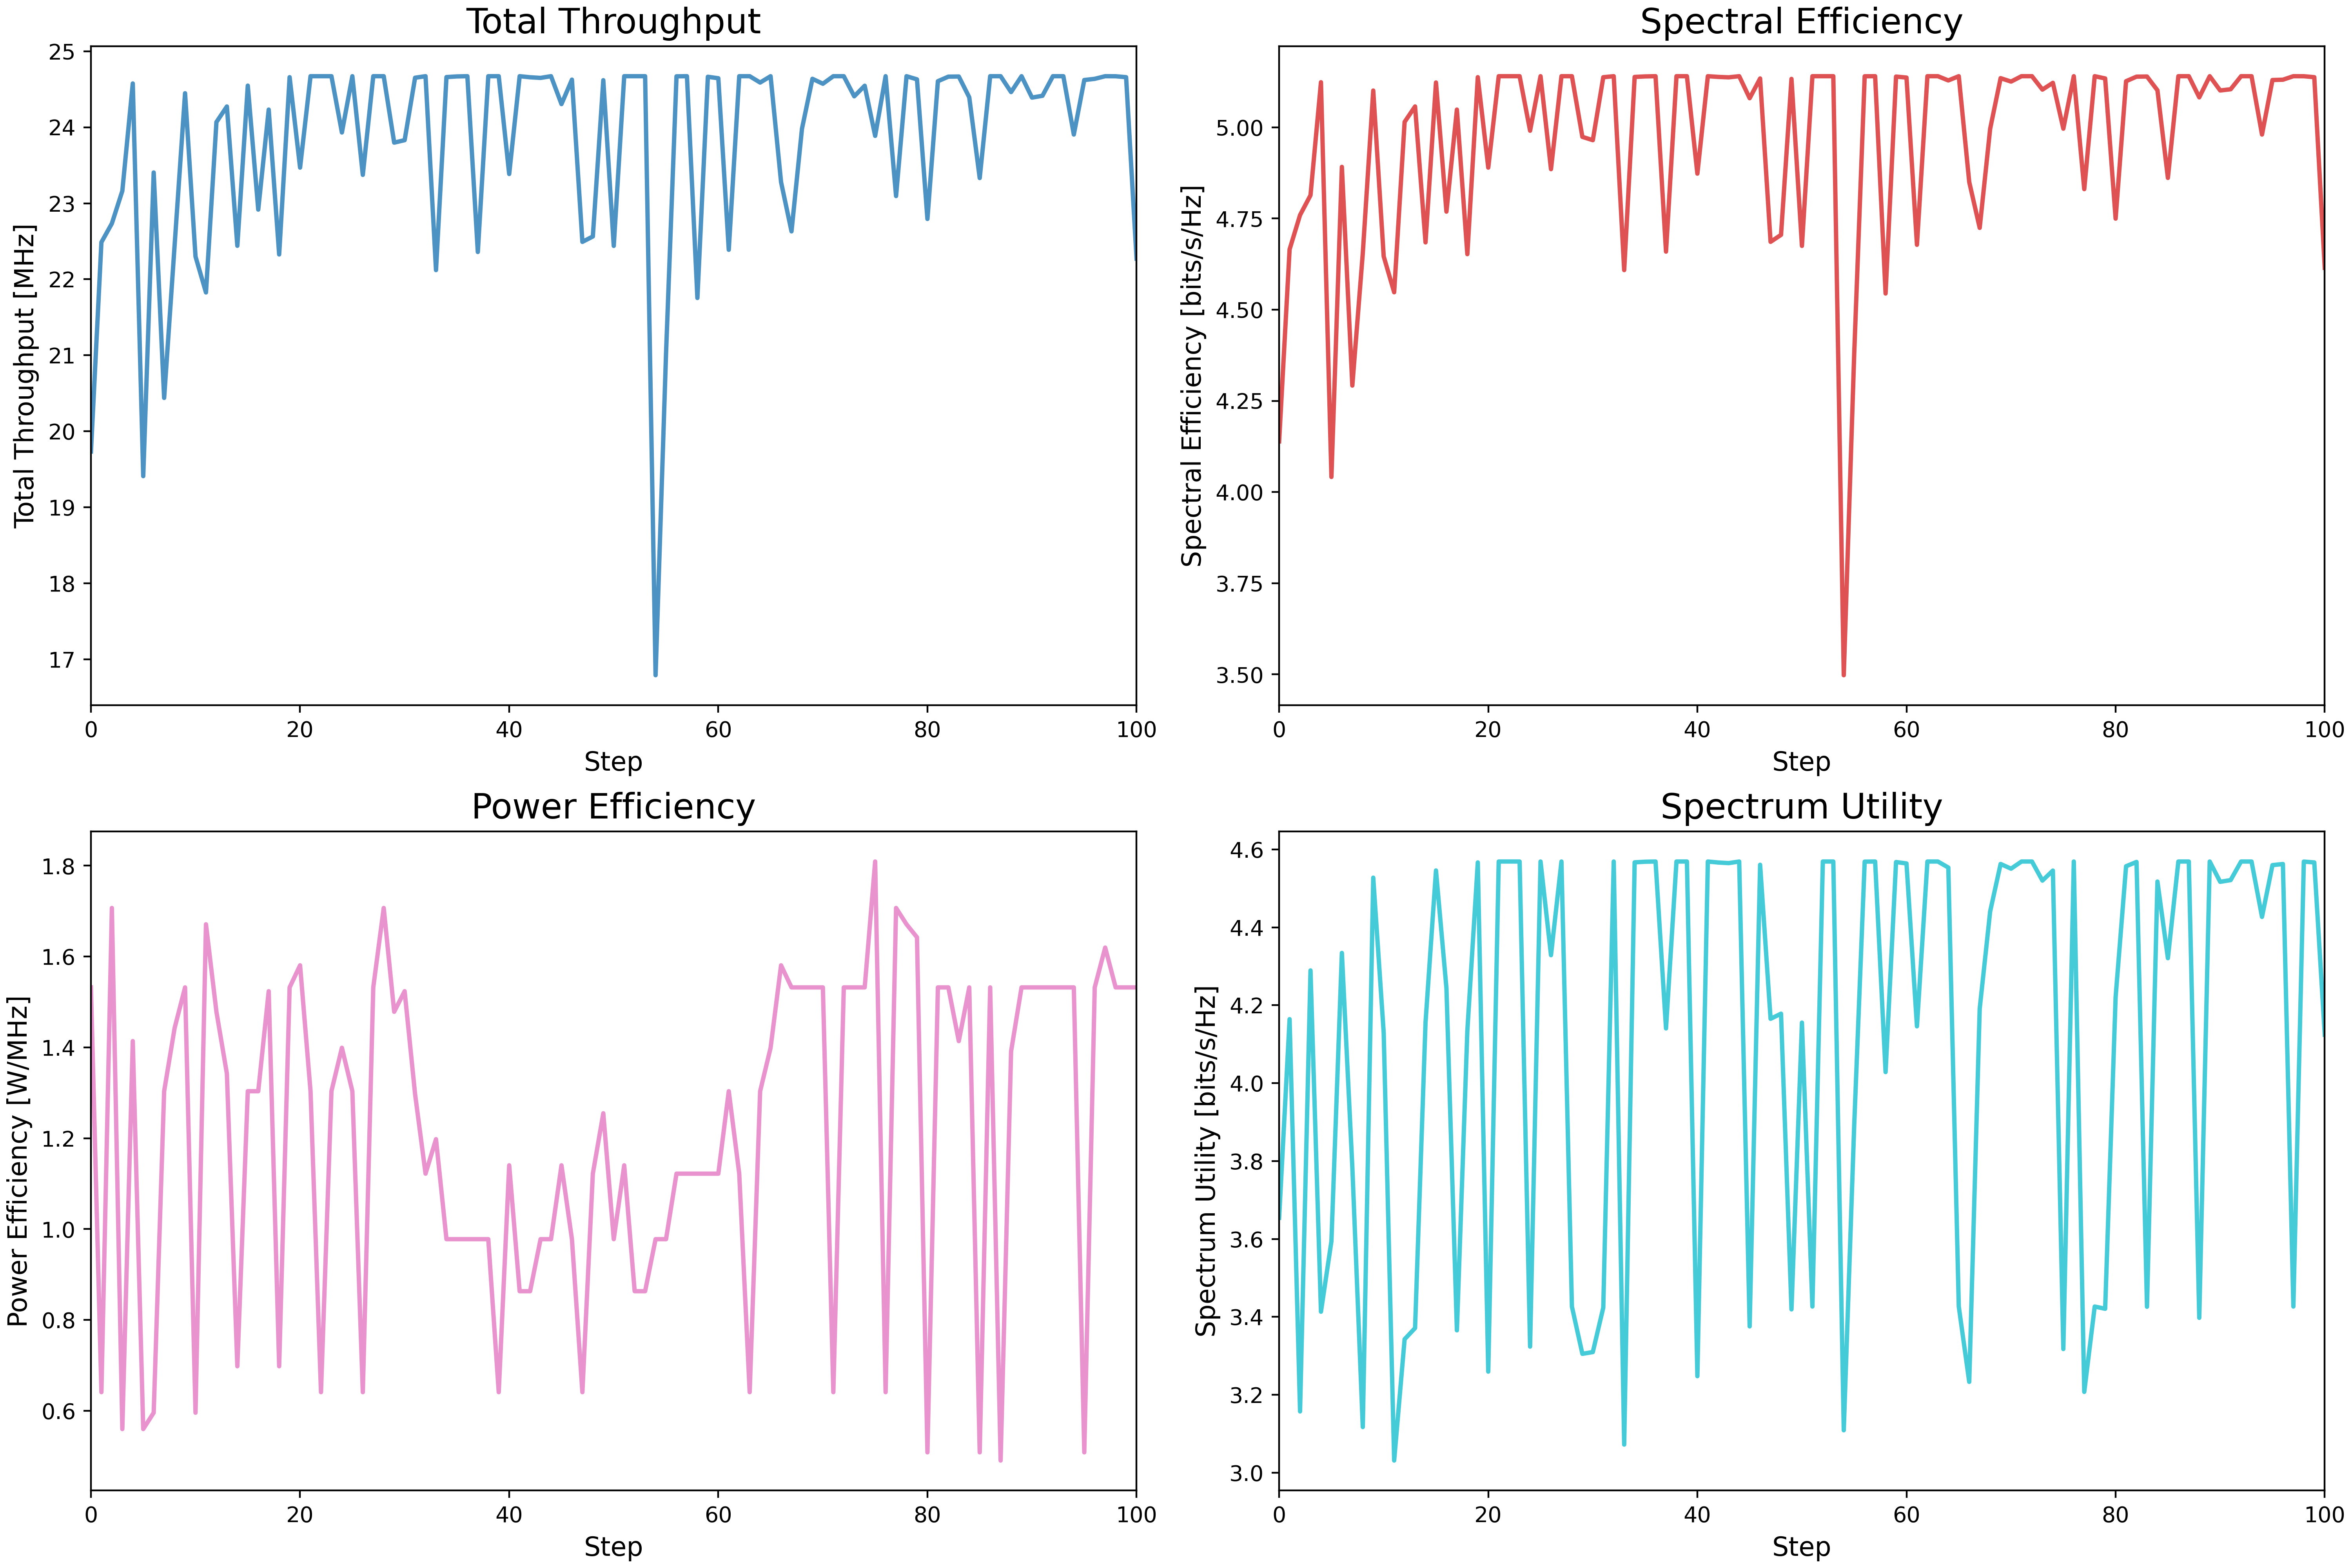 Total Throughput
Total Throughput [MHz]
25
24
23
22
21
20
19
18
17
0 20 40 60 80 100
Step
Spectral Efficiency
Spectral Efficiency [bits/s/Hz]
5.00
4.75
4.50
4.25
4.00
3.75
3.50
0 20 40 60 80 100
Step
Power Efficiency
Power Efficiency [W/MHz]
1.8
1.6
1.4
1.2
1.0
0.8
0.6
0 20 40 60 80 100
Step
Spectrum Utility
Spectrum Utility [bits/s/Hz]
4.6
4.4
4.2
4.0
3.8
3.6
3.4
3.2
3.0
0 20 40 60 80 100
Step